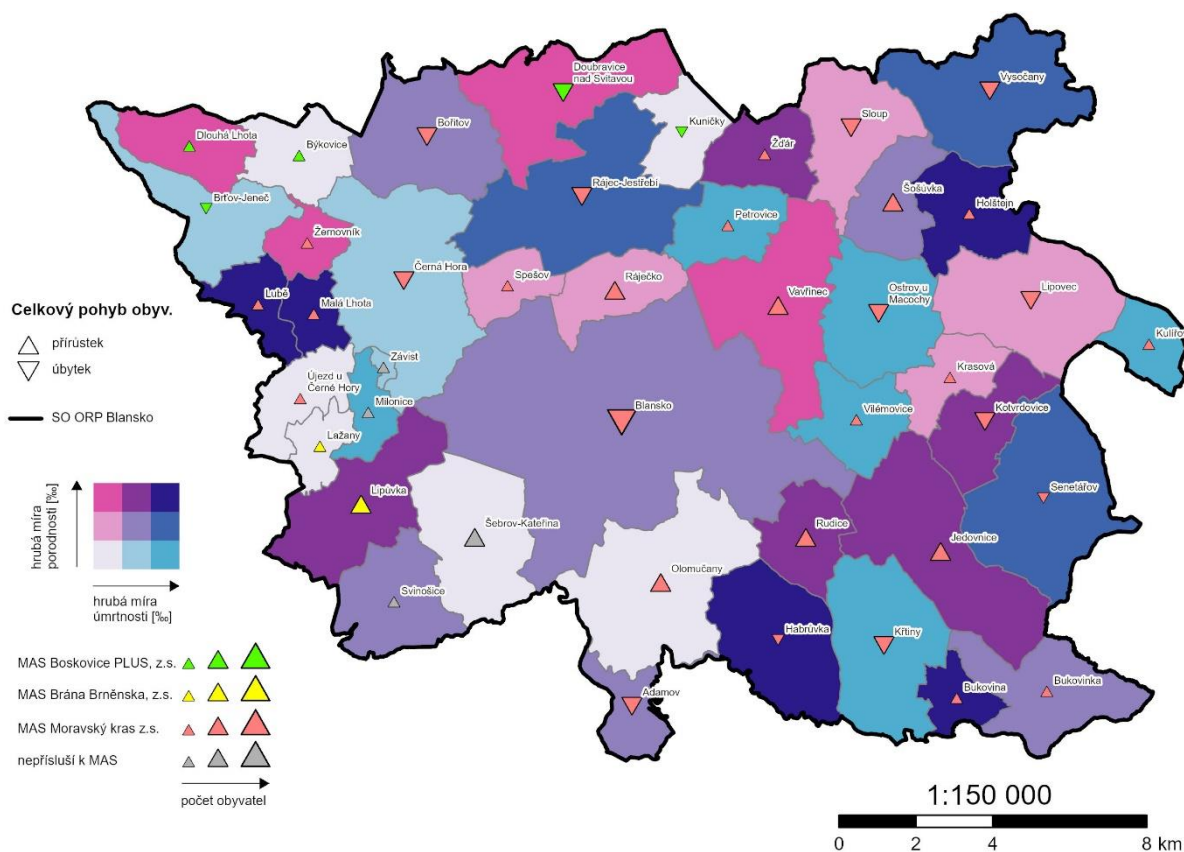 Doubravice
nad Svitavou
Vysočany
Kuničky
Sloup
Bořitov
Dlouhá Lhota
Býkovice
Žďár
Rájec-Jestřebí
Šošůvka
Brťov-Jeneč
Holštejn
Petrovice
Žernovník
Černá Hora
Spešov
Ráječko
Vavřinec
Ostrov u
Macochy
Lipovec
Lubě
Malá Lhota
Kulířov
Celkový pohyb obyv.
přírůstek
úbytek
SO ORP Blansko
Závist
Újezd u
Černé Hory
Krasová
Milonice
Blansko
Vilémovice
Kotvrdovice
Lažany
Lipůvka
Senetářov
Šebrov-Kateřina
Rudice
Jedovnice
hrubá míra
porodnosti [‰]
hrubá míra
úmrtnosti [‰]
Olomučany
Svinošice
Habrůvka
Křtiny
Adamov
Bukovina
Bukovinka
MAS Boskovice PLUS, z.s.
MAS Brána Brněnska, z.s.
MAS Moravský kras z.s.
nepřísluší k MAS
počet obyvatel
1:150 000
0 2 4 8 km